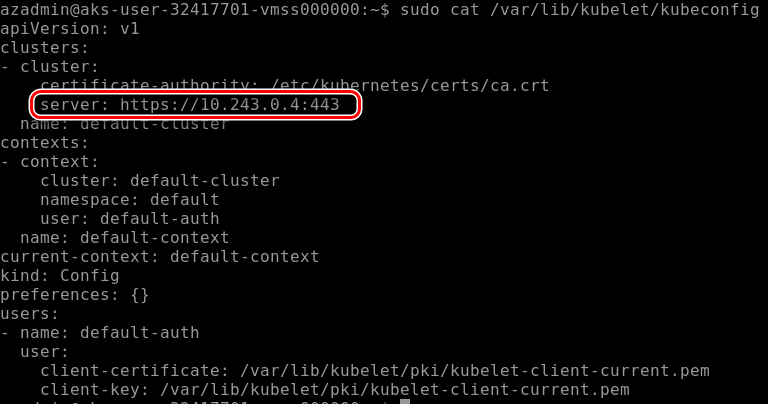 azadmin@aks-user-32417701-vmss000000:~$ sudo cat /var/lib/kubelet/kubeconfig
apiVersion: v1
clusters:
- cluster:
    certificate-authority: /etc/kubernetes/certs/ca.crt
    server: https://10.243.0.4:443
  name: default-cluster
contexts:
- context:
    cluster: default-cluster
    namespace: default
    user: default-auth
  name: default-context
current-context: default-context
kind: Config
preferences: {}
users:
- name: default-auth
  user:
    client-certificate: /var/lib/kubelet/pki/kubelet-client-current.pem
    client-key: /var/lib/kubelet/pki/kubelet-client-current.pem